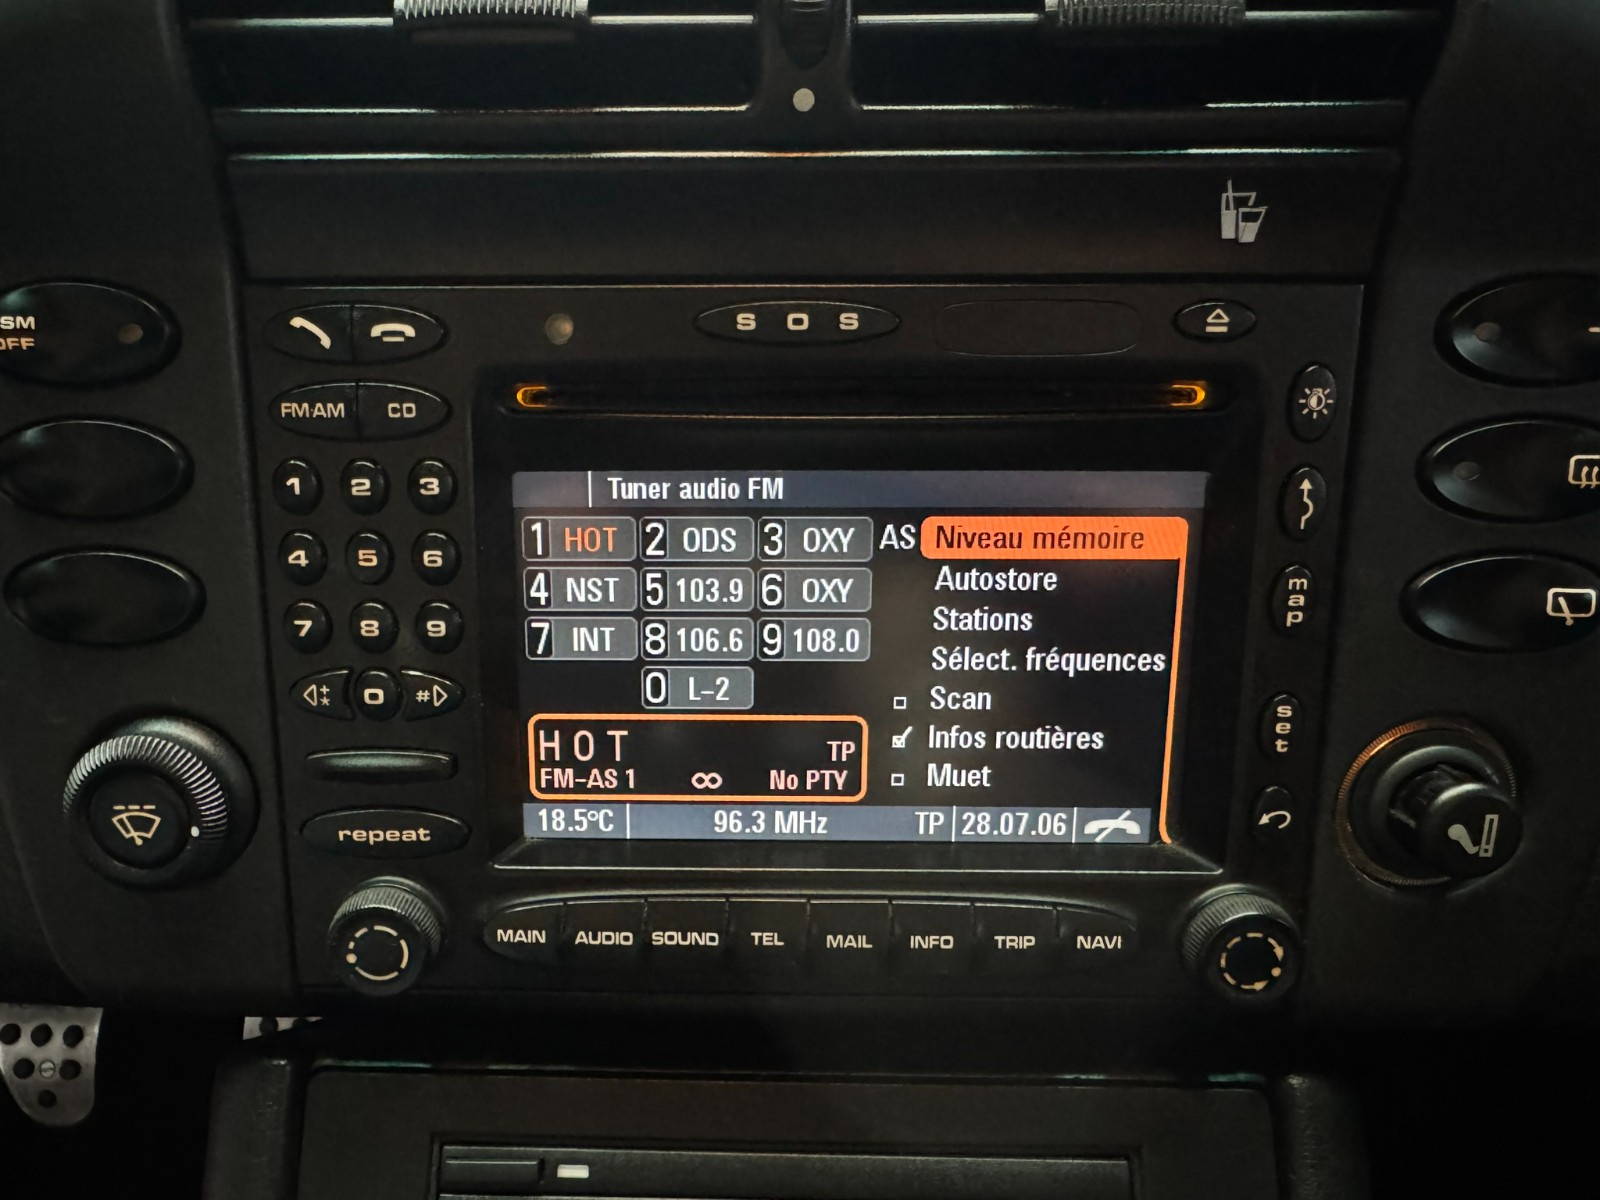 SM
OFF
S O S
FM·AM CD
1 2 3
4 5 6
7 8 9
* 0 #
repeat
Tuner audio FM
1 HOT 2 ODS 3 OXY AS Niveau mémoire
4 NST 5 103.9 6 OXY Autostore
7 INT 8 106.6 9 108.0 Stations
0 L-2 Sélect. fréquences
Scan
HOT TP Infos routières
FM-AS 1 ∞ No PTY Muet
18.5°C 96.3 MHz TP 28.07.06
map
set
MAIN AUDIO SOUND TEL MAIL INFO TRIP NAVI